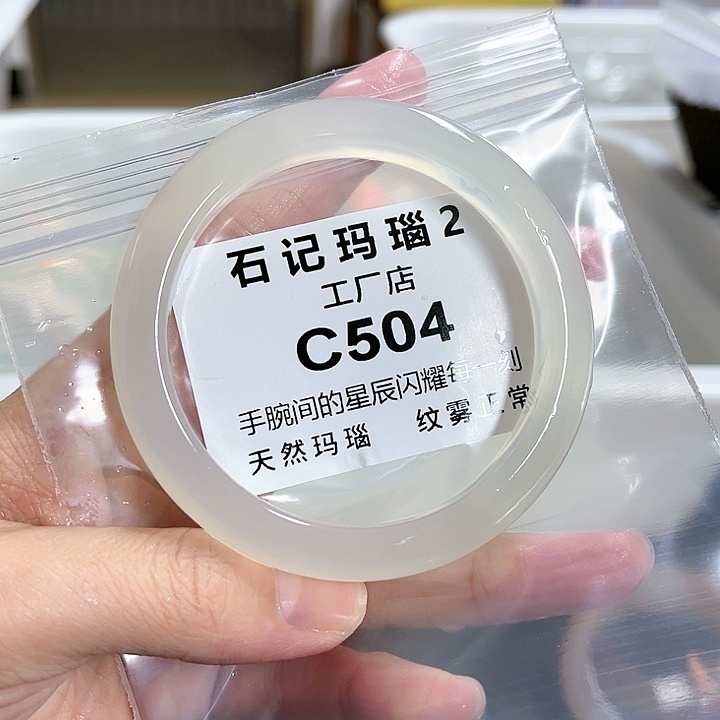 石记玛瑙2
工厂店
C504
手腕间的星辰闪耀每一刻
天然玛瑙 纹雾正常